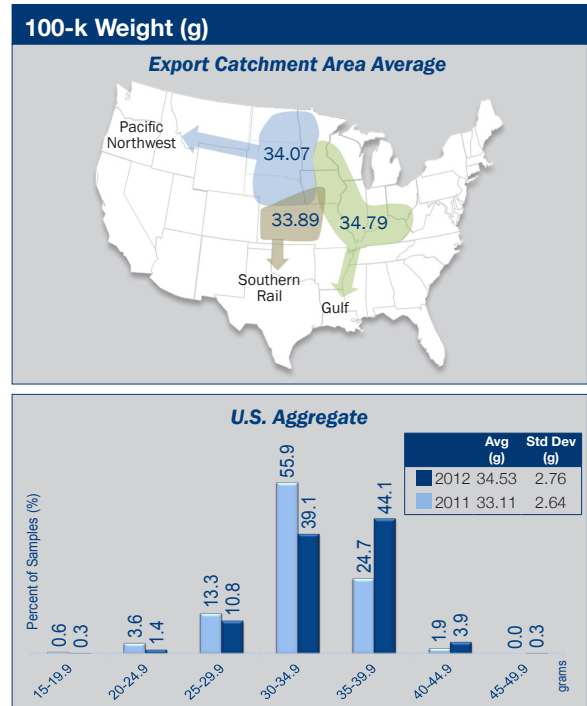 100-k Weight (g)
Export Catchment Area Average
Pacific
Northwest
34.07
33.89
34.79
Southern
Rail
Gulf
U.S. Aggregate
Avg
(g)
Std Dev
(g)
2012 34.53 2.76
2011 33.11 2.64
Percent of Samples (%)
0.6
0.3
3.6
1.4
13.3
10.8
55.9
39.1
24.7
44.1
1.9
3.9
0.0
0.3
15-19.9
20-24.9
25-29.9
30-34.9
35-39.9
40-44.9
45-49.9
grams